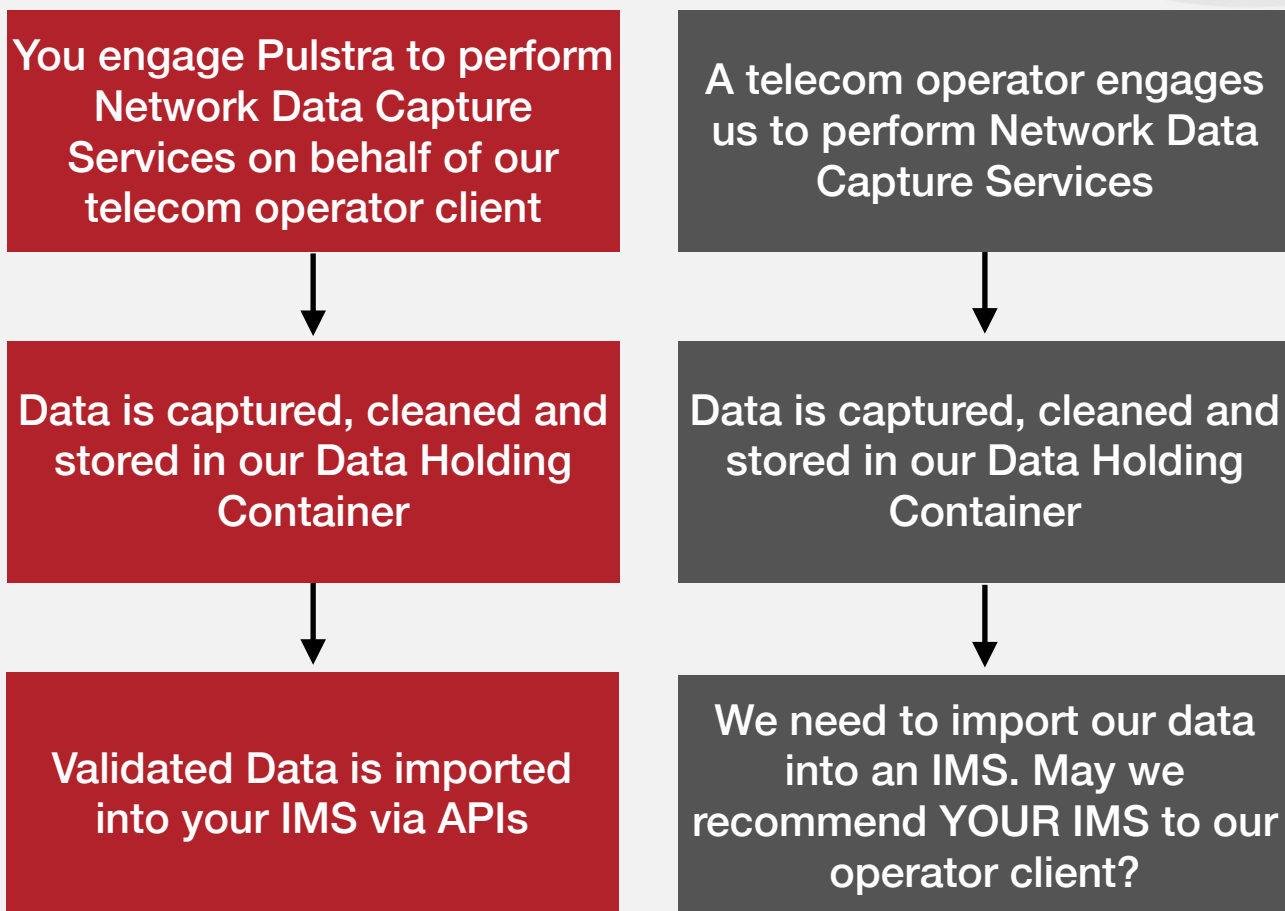 You engage Pulstra to perform
Network Data Capture
Services on behalf of our
telecom operator client
Data is captured, cleaned and
stored in our Data Holding
Container
Validated Data is imported
into your IMS via APIs
A telecom operator engages
us to perform Network Data
Capture Services
Data is captured, cleaned and
stored in our Data Holding
Container
We need to import our data
into an IMS. May we
recommend YOUR IMS to our
operator client?